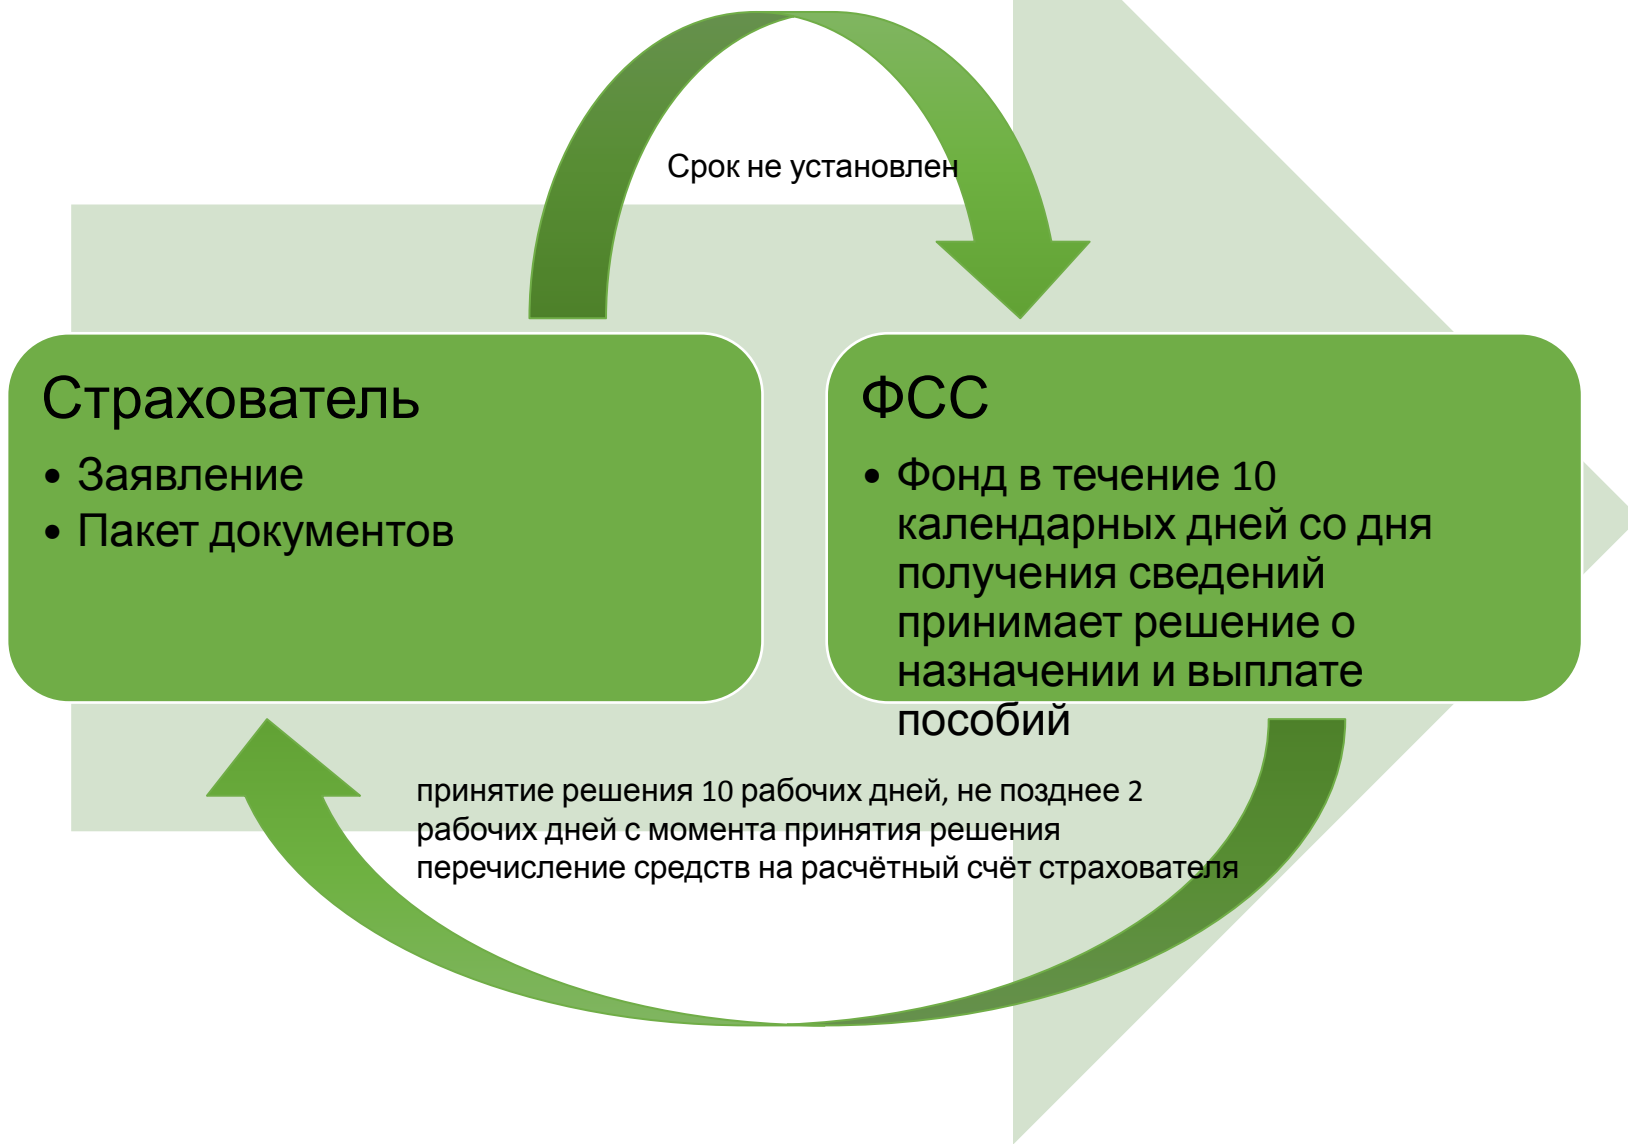 Срок не установлен
Страхователь
• Заявление
• Пакет документов
ФСС
• Фонд в течение 10
календарных дней со дня
получения сведений
принимает решение о
назначении и выплате
пособий
принятие решения 10 рабочих дней, не позднее 2
рабочих дней с момента принятия решения
перечисление средств на расчётный счёт страхователя